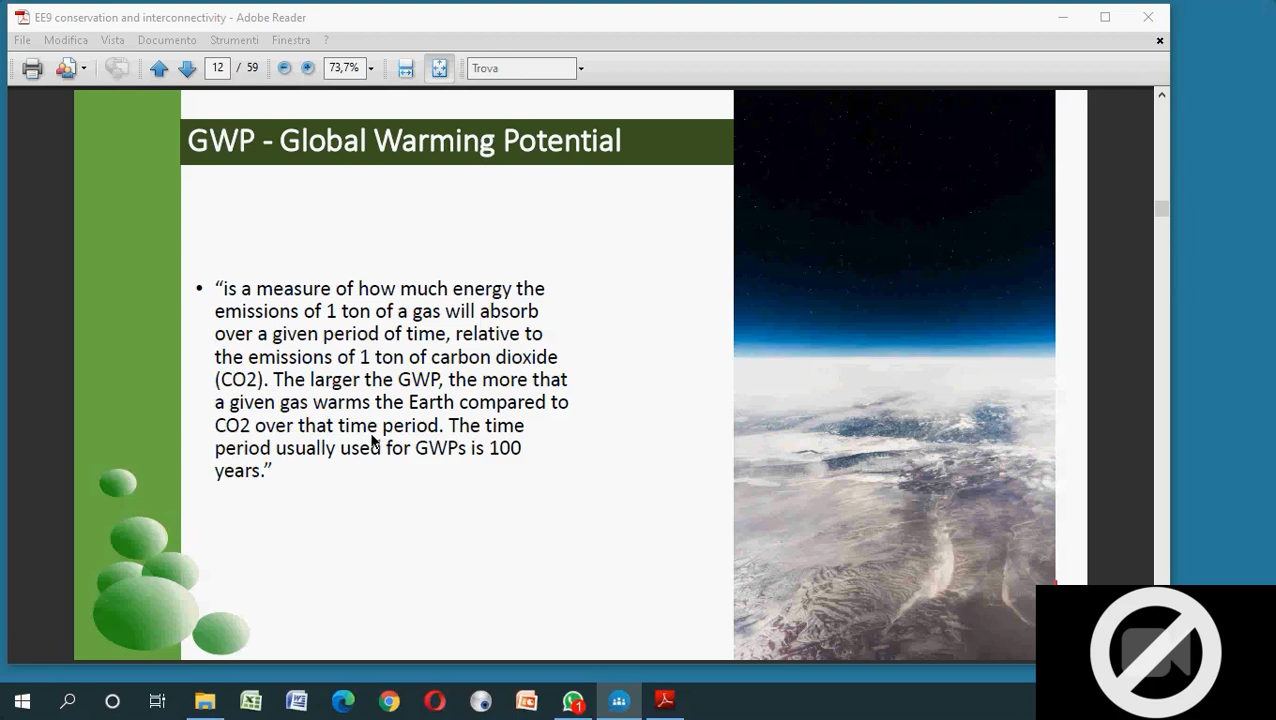 EE9 conservation and interconnectivity - Adobe Reader
File Modifica Vista Documento Strumenti Finestra ?
12 / 59 73,7% Trova
GWP - Global Warming Potential
• “is a measure of how much energy the
emissions of 1 ton of a gas will absorb
over a given period of time, relative to
the emissions of 1 ton of carbon dioxide
(CO2). The larger the GWP, the more that
a given gas warms the Earth compared to
CO2 over that time period. The time
period usually used for GWPs is 100
years.”
1